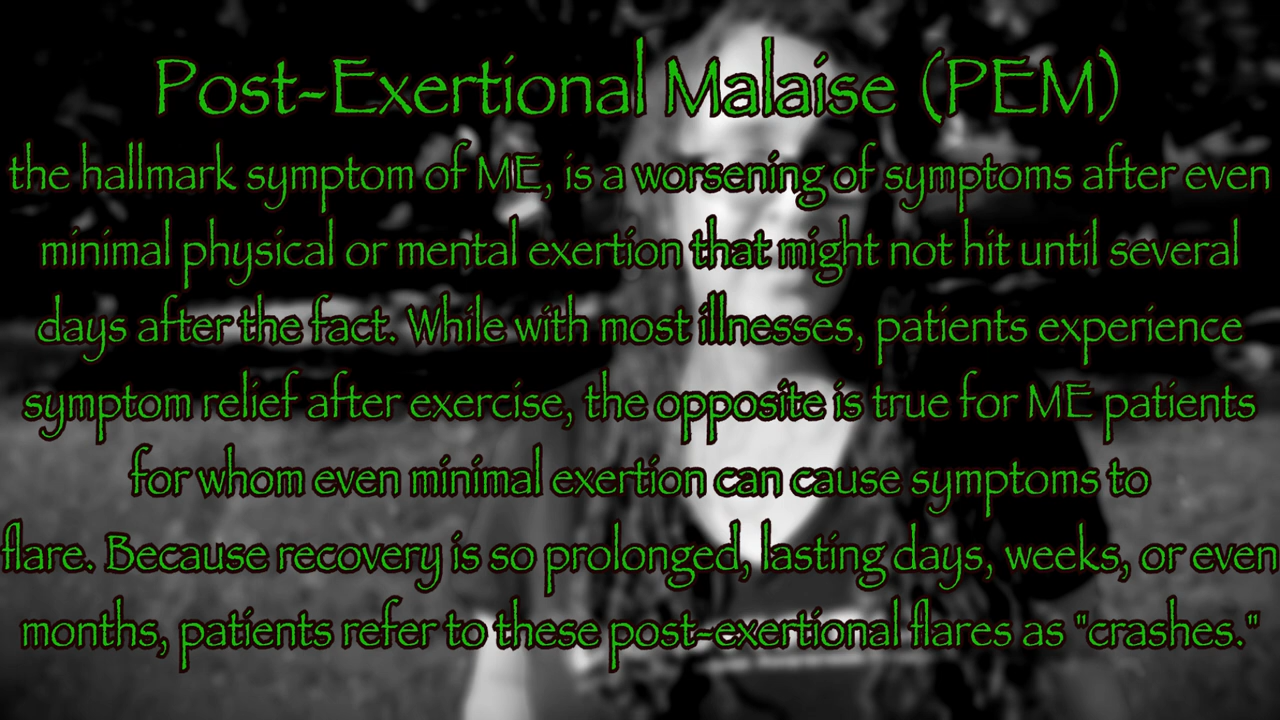 Post-Exertional Malaise (PEM)
the hallmark symptom of ME, is a worsening of symptoms after even
minimal physical or mental exertion that might not hit until several
days after the fact. While with most illnesses, patients experience
symptom relief after exercise, the opposite is true for ME patients
for whom even minimal exertion can cause symptoms to
flare. Because recovery is so prolonged, lasting days, weeks, or even
months, patients refer to these post-exertional flares as "crashes."